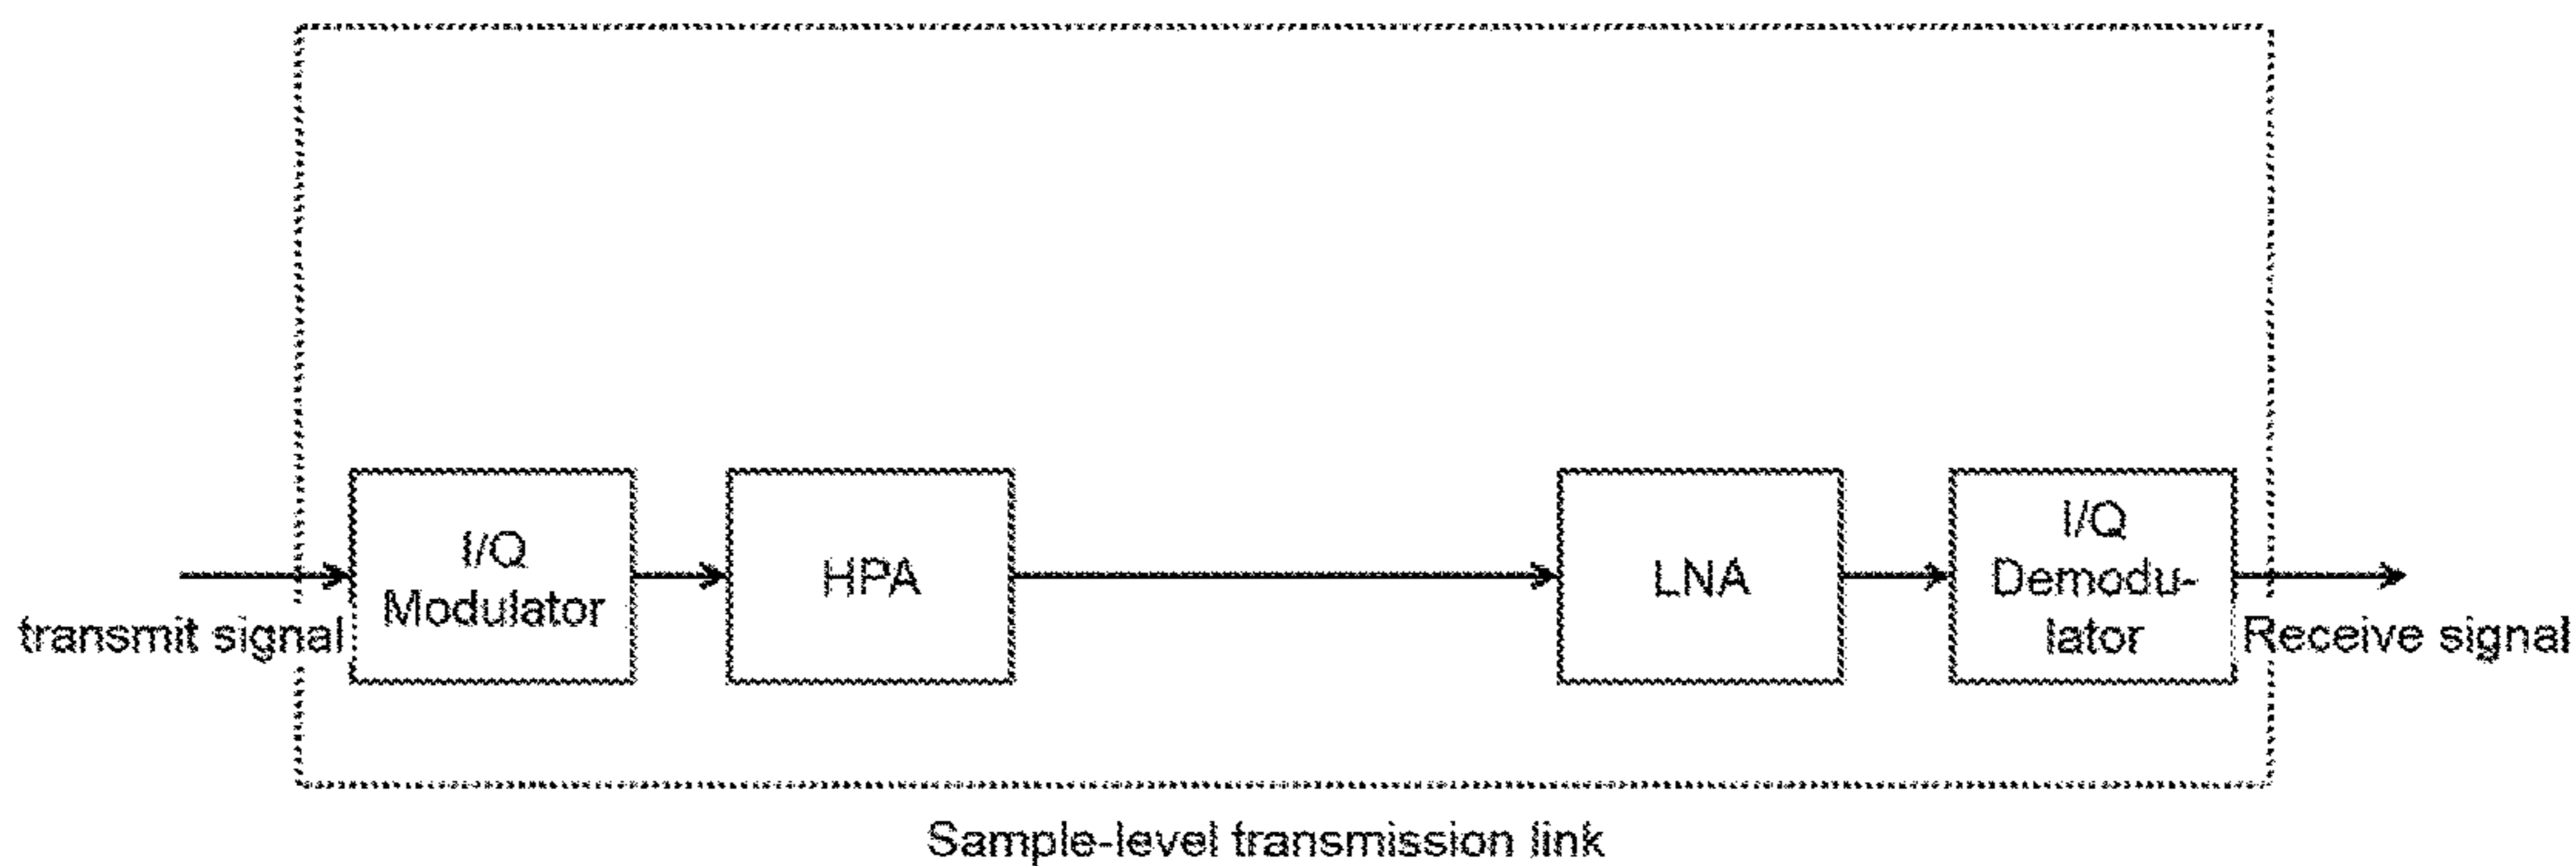 transmit signal
I/Q
Modulator
HPA
LNA
I/Q
Demodu-
lator
Receive signal
Sample-level transmission link